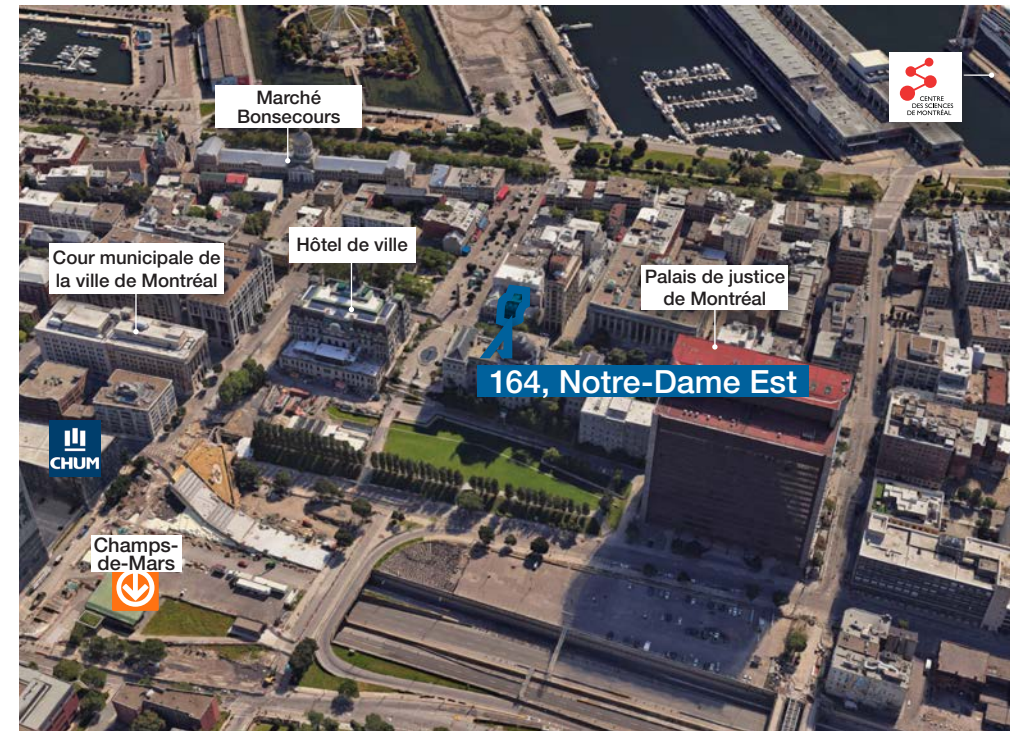 CENTRE
DES SCIENCES
DE MONTRÉAL
Marché
Bonsecours
Hôtel de ville
Cour municipale de
la ville de Montréal
Palais de justice
de Montréal
164, Notre-Dame Est
CHUM
Champs-
de-Mars